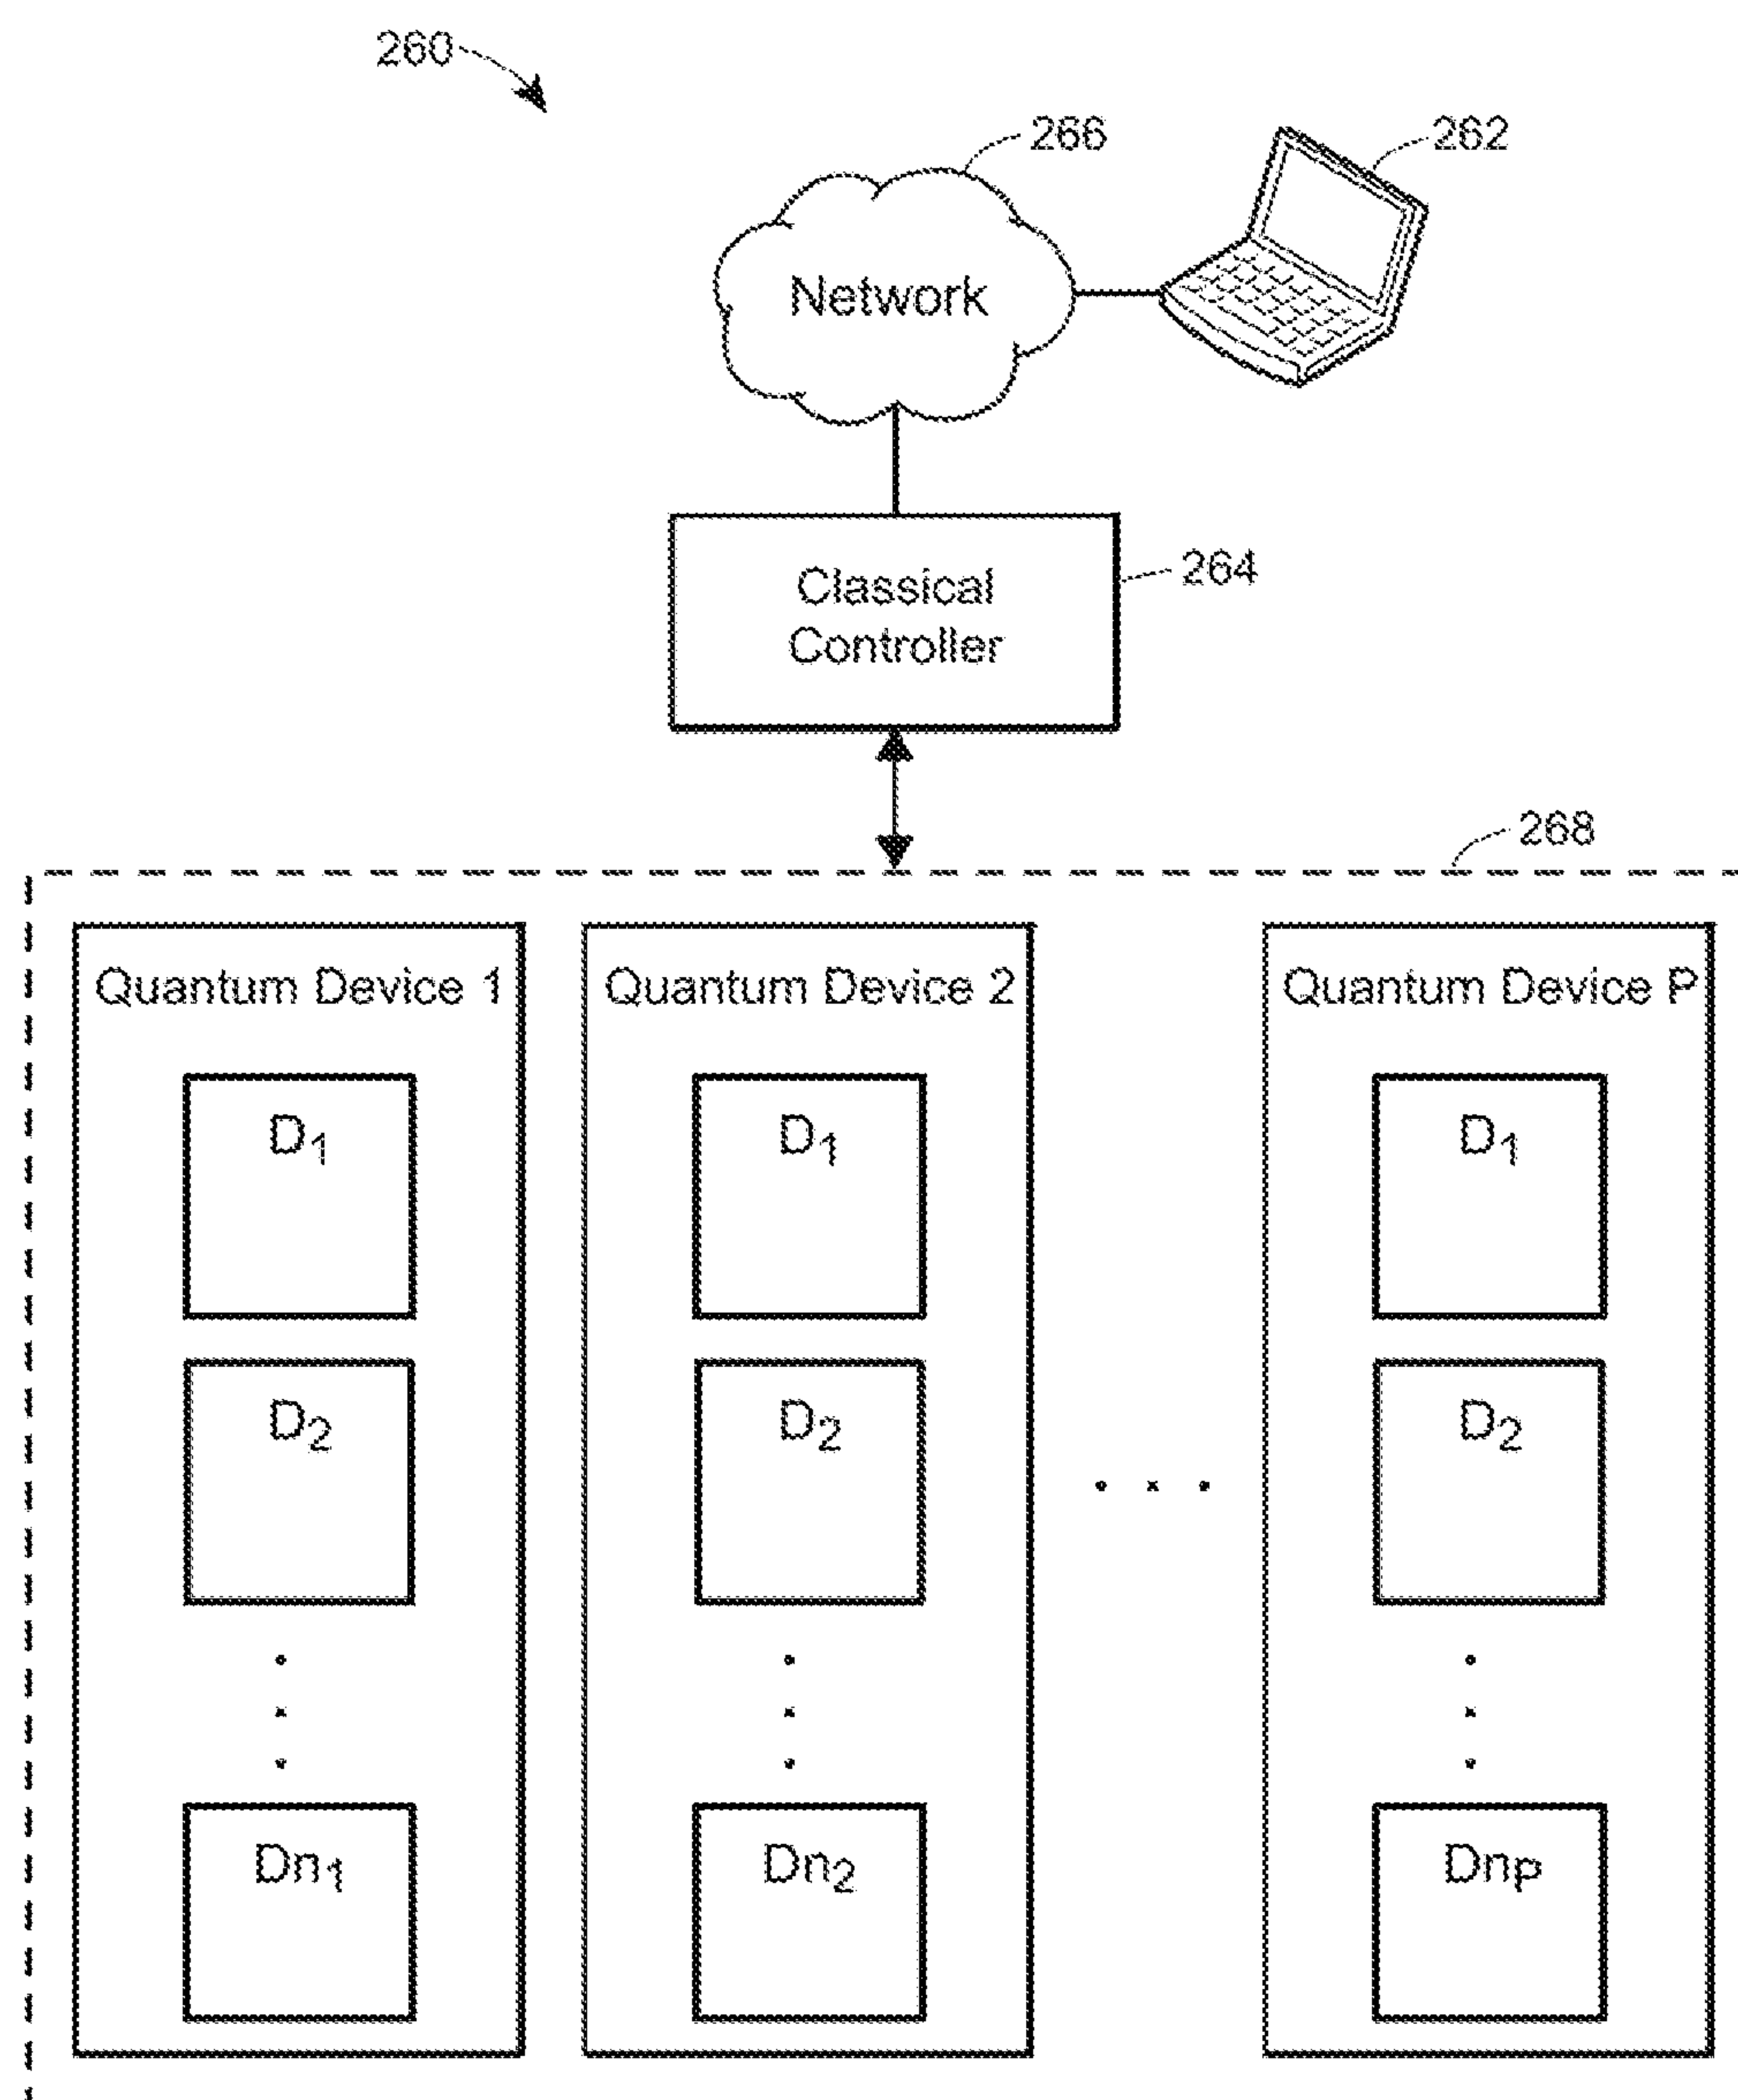 260
266
262
Network
Classical
Controller
264
268
Quantum Device 1
Quantum Device 2
Quantum Device P
D₁
D₁
D₁
D₂
D₂
D₂
Dn₁
Dn₂
Dnₚ